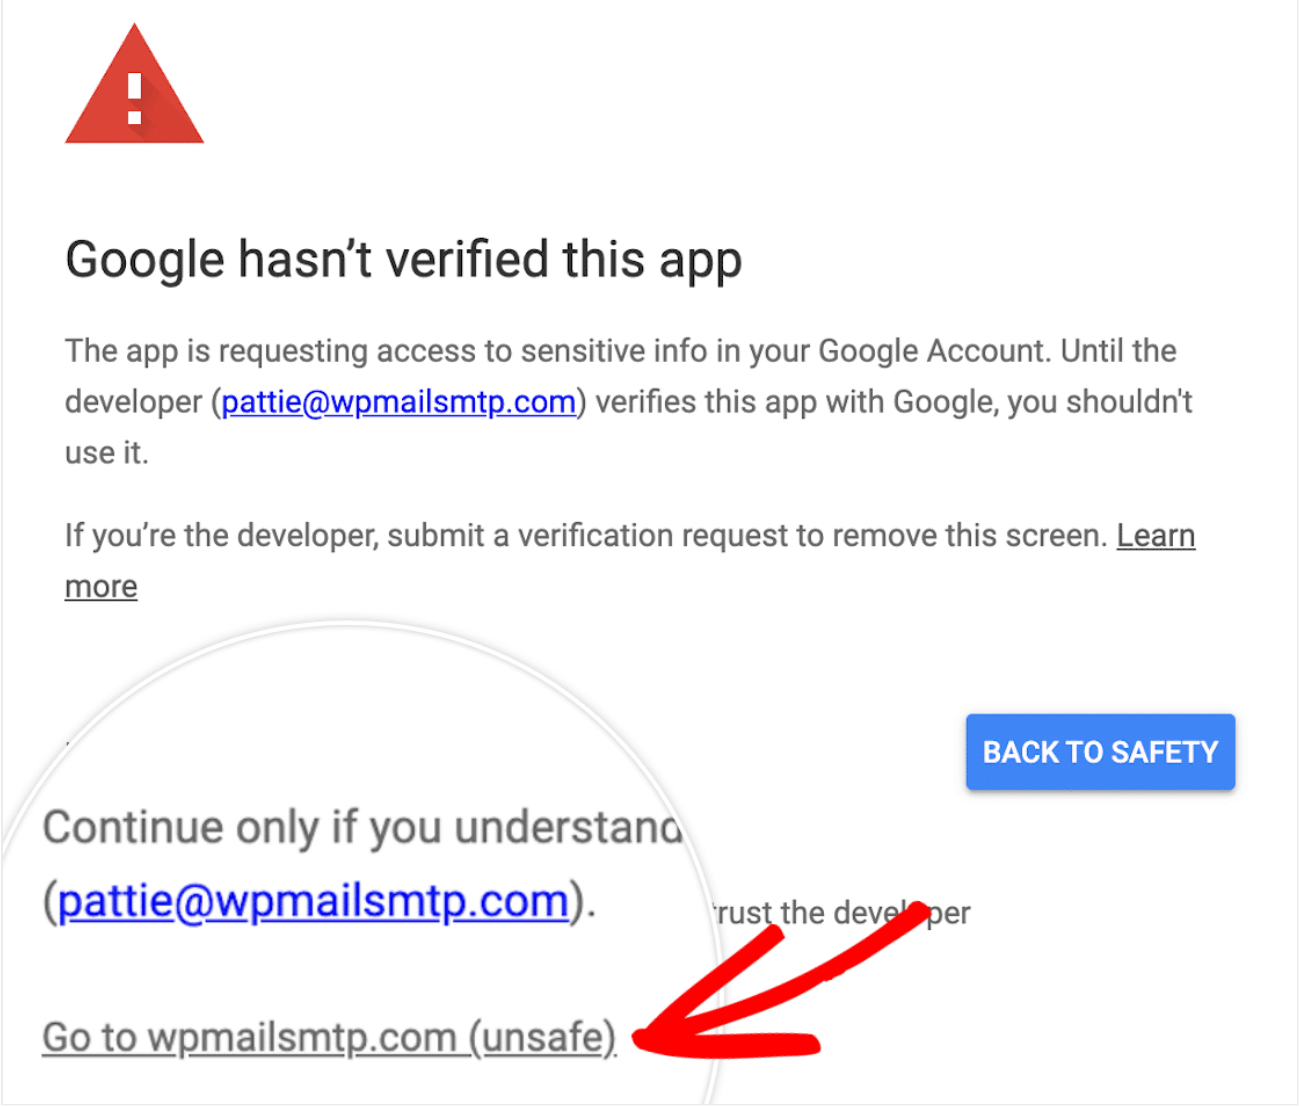 Google hasn’t verified this app
The app is requesting access to sensitive info in your Google Account. Until the
developer (pattie@wpmailsmtp.com) verifies this app with Google, you shouldn't
use it.
If you’re the developer, submit a verification request to remove this screen. Learn
more
BACK TO SAFETY
Continue only if you understand
(pattie@wpmailsmtp.com).
the developer
Go to wpmailsmtp.com (unsafe)